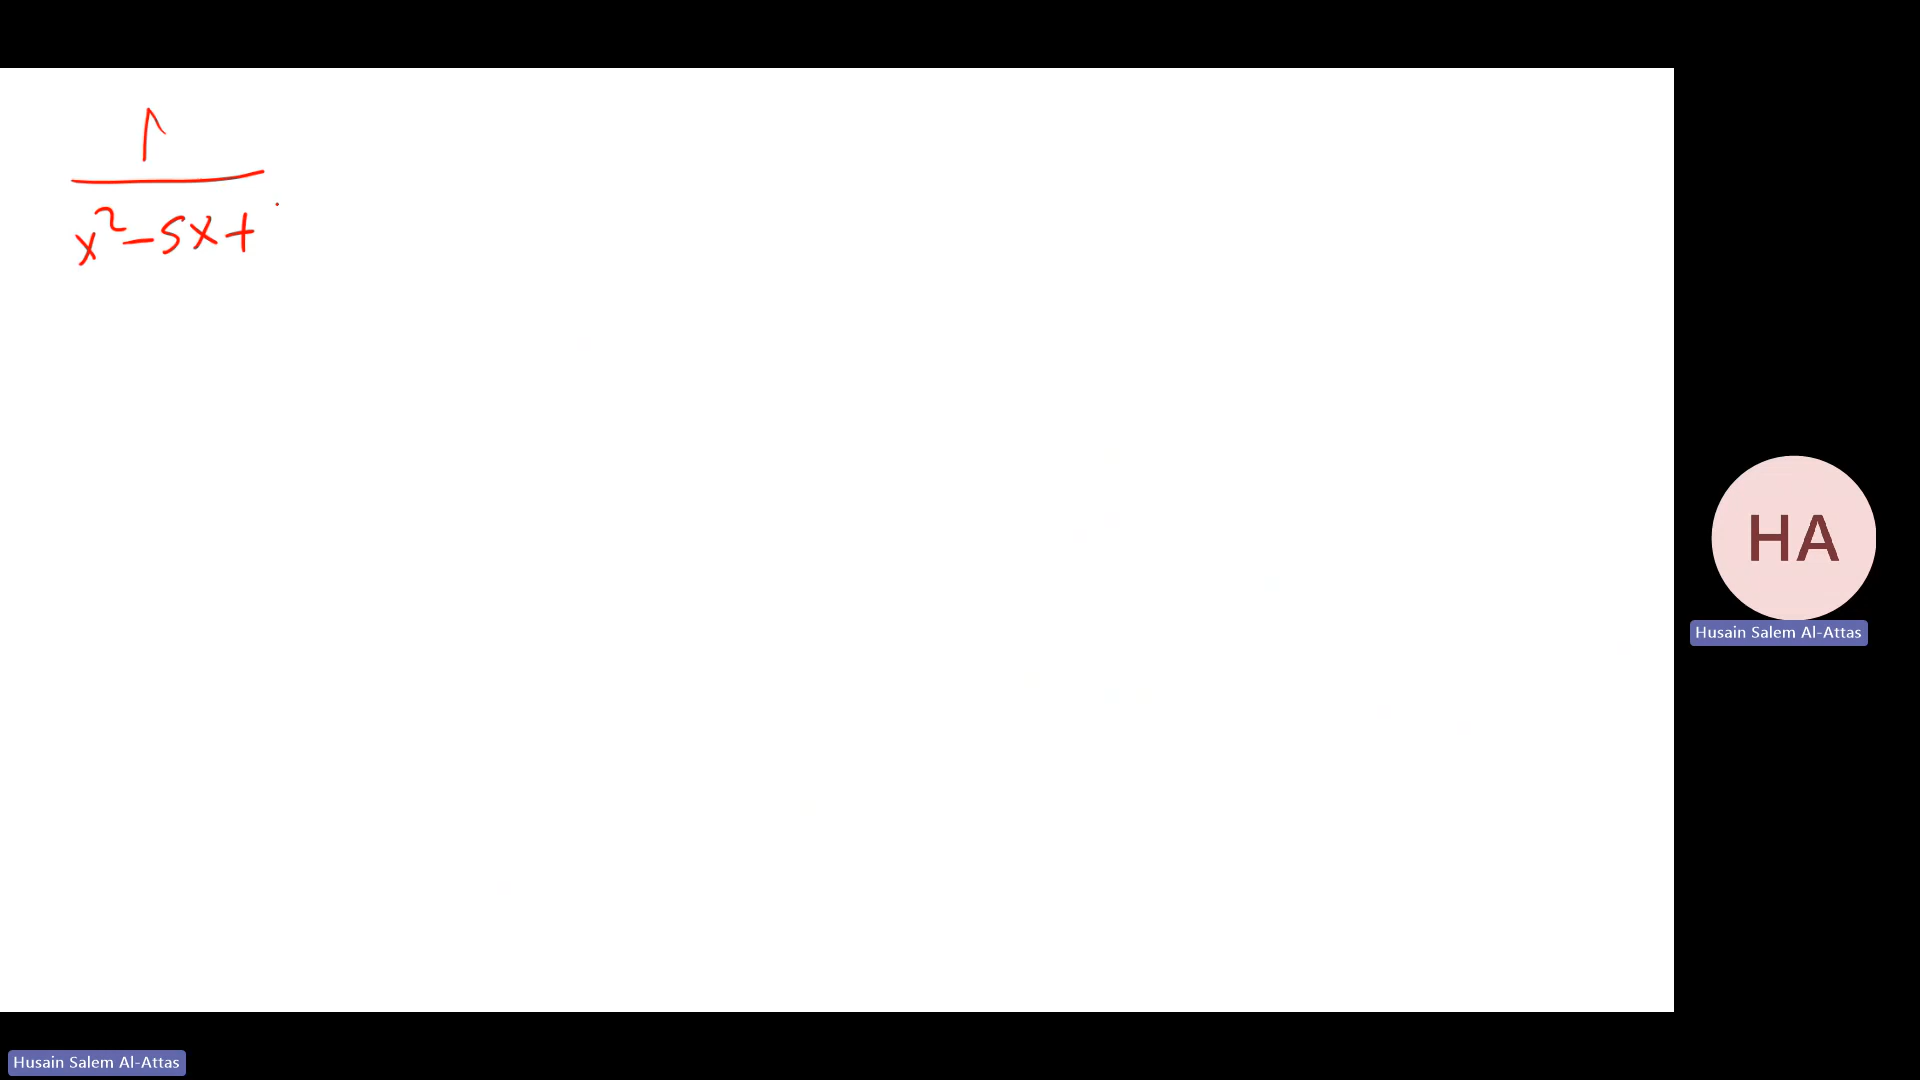 1
x² - 5x +
HA
Husain Salem Al-Attas
Husain Salem Al-Attas